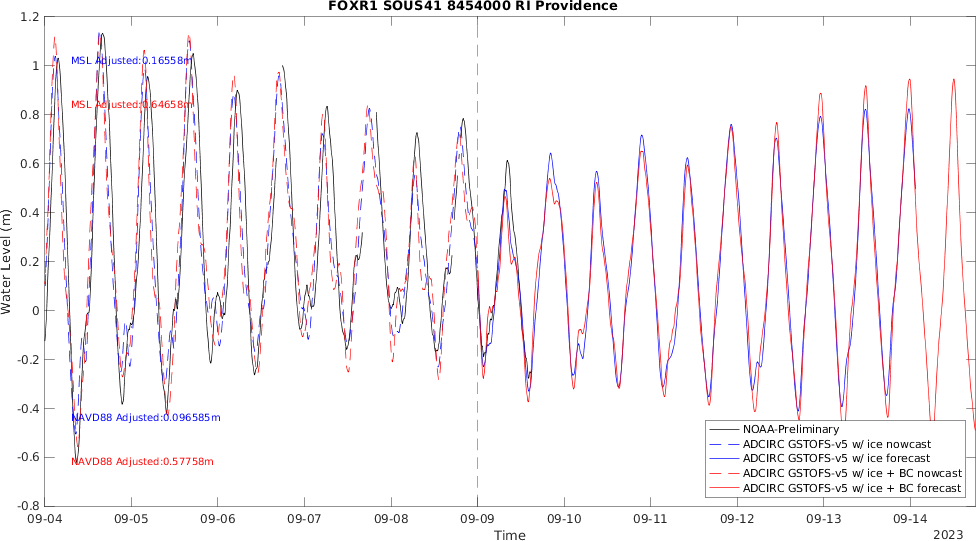 FOXR1 SOUS41 8454000 RI Providence
1.2
1
0.8
0.6
0.4
0.2
0
-0.2
-0.4
-0.6
-0.8
Water Level (m)
MSL Adjusted:0.16558m
MSL Adjusted:0.64658m
NAVD88 Adjusted:0.096585m
NAVD88 Adjusted:0.57758m
NOAA-Preliminary
ADCIRC GSTOFS-v5 w/ ice nowcast
ADCIRC GSTOFS-v5 w/ ice forecast
ADCIRC GSTOFS-v5 w/ ice + BC nowcast
ADCIRC GSTOFS-v5 w/ ice + BC forecast
09-04 09-05 09-06 09-07 09-08 09-09 09-10 09-11 09-12 09-13 09-14
Time
2023